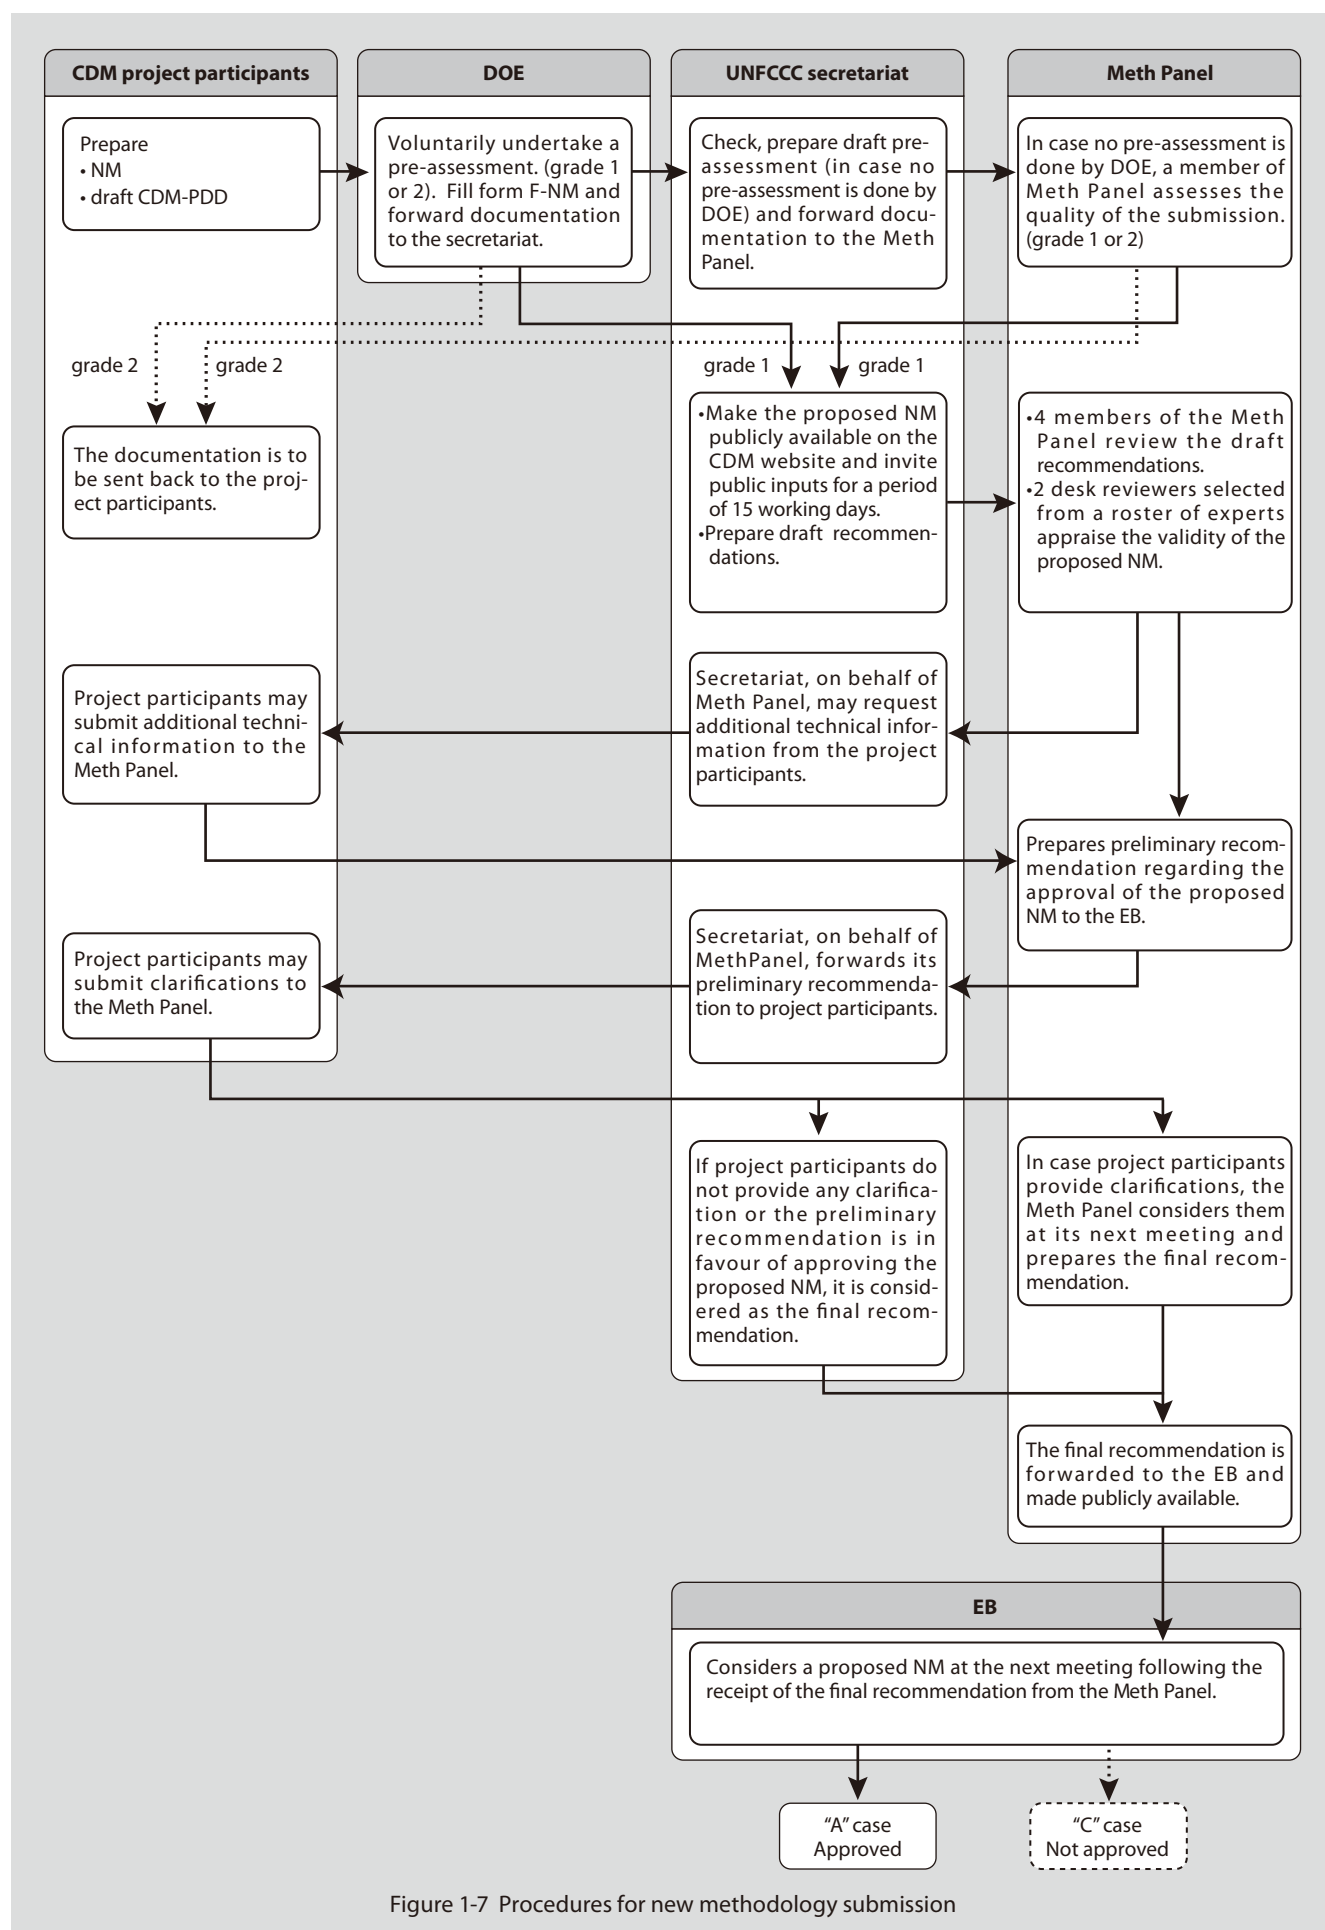 CDM project participants
DOE
UNFCCC secretariat
Meth Panel
Prepare
• NM
• draft CDM-PDD
Voluntarily undertake a
pre-assessment. (grade 1
or 2). Fill form F-NM and
forward documentation
to the secretariat.
Check, prepare draft pre-
assessment (in case no
pre-assessment is done by
DOE) and forward docu-
mentation to the Meth
Panel.
In case no pre-assessment is
done by DOE, a member of
Meth Panel assesses the
quality of the submission.
(grade 1 or 2)
grade 2
grade 2
grade 1
grade 1
The documentation is to
be sent back to the proj-
ect participants.
•Make the proposed NM
publicly available on the
CDM website and invite
public inputs for a period
of 15 working days.
•Prepare draft recommen-
dations.
•4 members of the Meth
Panel review the draft
recommendations.
•2 desk reviewers selected
from a roster of experts
appraise the validity of the
proposed NM.
Project participants may
submit additional techni-
cal information to the
Meth Panel.
Secretariat, on behalf of
Meth Panel, may request
additional technical infor-
mation from the project
participants.
Prepares preliminary recom-
mendation regarding the
approval of the proposed
NM to the EB.
Project participants may
submit clarifications to
the Meth Panel.
Secretariat, on behalf of
MethPanel, forwards its
preliminary recommenda-
tion to project participants.
If project participants do
not provide any clarifica-
tion or the preliminary
recommendation is in
favour of approving the
proposed NM, it is consid-
ered as the final recom-
mendation.
In case project participants
provide clarifications, the
Meth Panel considers them
at its next meeting and
prepares the final recom-
mendation.
The final recommendation is
forwarded to the EB and
made publicly available.
EB
Considers a proposed NM at the next meeting following the
receipt of the final recommendation from the Meth Panel.
“A” case
Approved
“C” case
Not approved
Figure 1-7 Procedures for new methodology submission